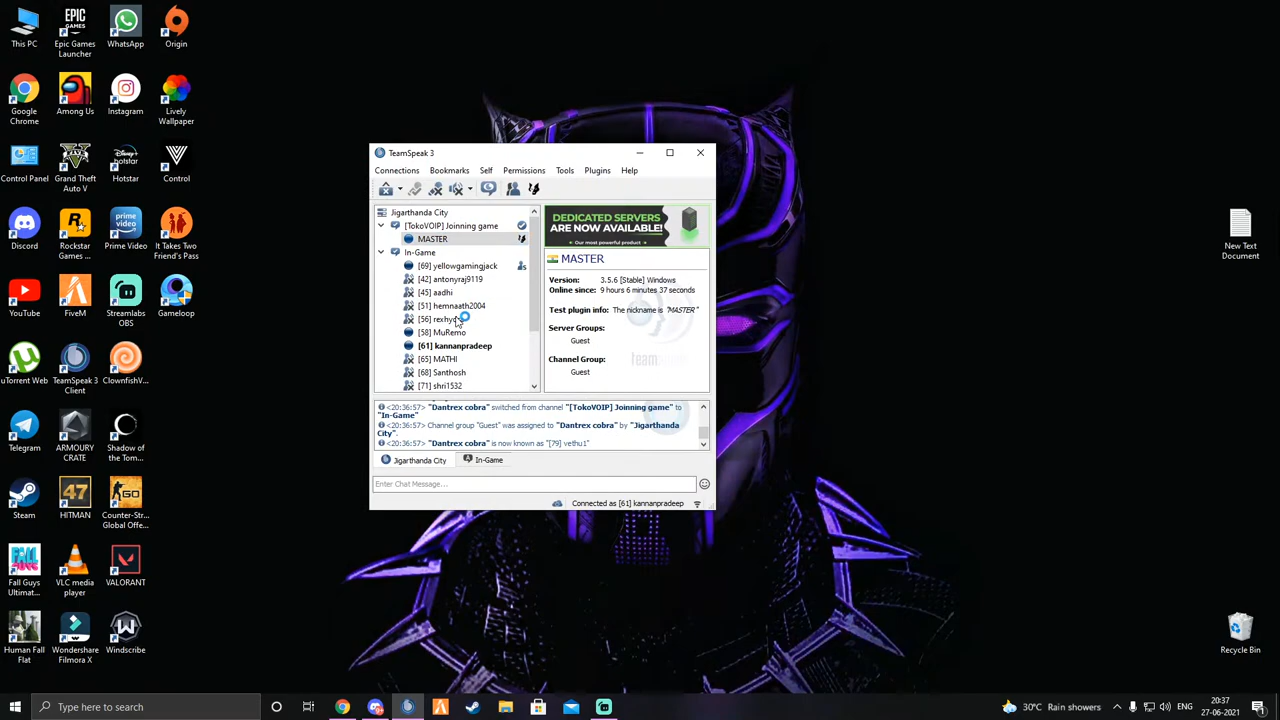 This PC
Epic Games
Launcher
WhatsApp
Origin
Google
Chrome
Among Us
Instagram
Lively
Wallpaper
Control Panel
Grand Theft
Auto V
Hotstar
Control
Discord
Rockstar
Games ...
Prime Video
It Takes Two
Friend's Pass
YouTube
FiveM
Streamlabs
OBS
Gameloop
uTorrent Web
TeamSpeak 3
Client
ClownfishV...
Telegram
ARMOURY
CRATE
Shadow of
the Tom...
Steam
HITMAN
Counter-Str...
Global Offe...
Fall Guys
Ultimat...
VLC media
player
VALORANT
Human Fall
Flat
Wondershare
Filmora X
Windscribe
TeamSpeak 3
Connections Bookmarks Self Permissions Tools Plugins Help
Jigarthanda City
[TokoVOIP] Joinning game
MASTER
In-Game
[69] yellowgamingjack
[42] antonyraj9119
[45] aadhi
[51] hemnaath2004
[56]
[58] MuRemo
[61] kannanpradeep
[65] MATHI
[68] Santhosh
[71] shri1532
DEDICATED SERVERS
ARE NOW AVAILABLE!
• Our most powerful product •
MASTER
Version: 3.5.6 [Stable] Windows
Online since: 9 hours 6 minutes 37 seconds
Test plugin info: The nickname is "MASTER"
Server Groups:
Guest
Channel Group:
Guest
<20:36:57> "Dantrex cobra" switched from channel "[TokoVOIP] Joinning game" to
"In-Game"
<20:36:57> Channel group "Guest" was assigned to "Dantrex cobra" by "Jigarthanda
City".
<20:36:57> "Dantrex cobra" is now known as "[79] vethu1"
Jigarthanda City
In-Game
Enter Chat Message...
Connected as [61] kannanpradeep
New Text
Document
Recycle Bin
Type here to search
30°C Rain showers
ENG
20:37
27-06-2021